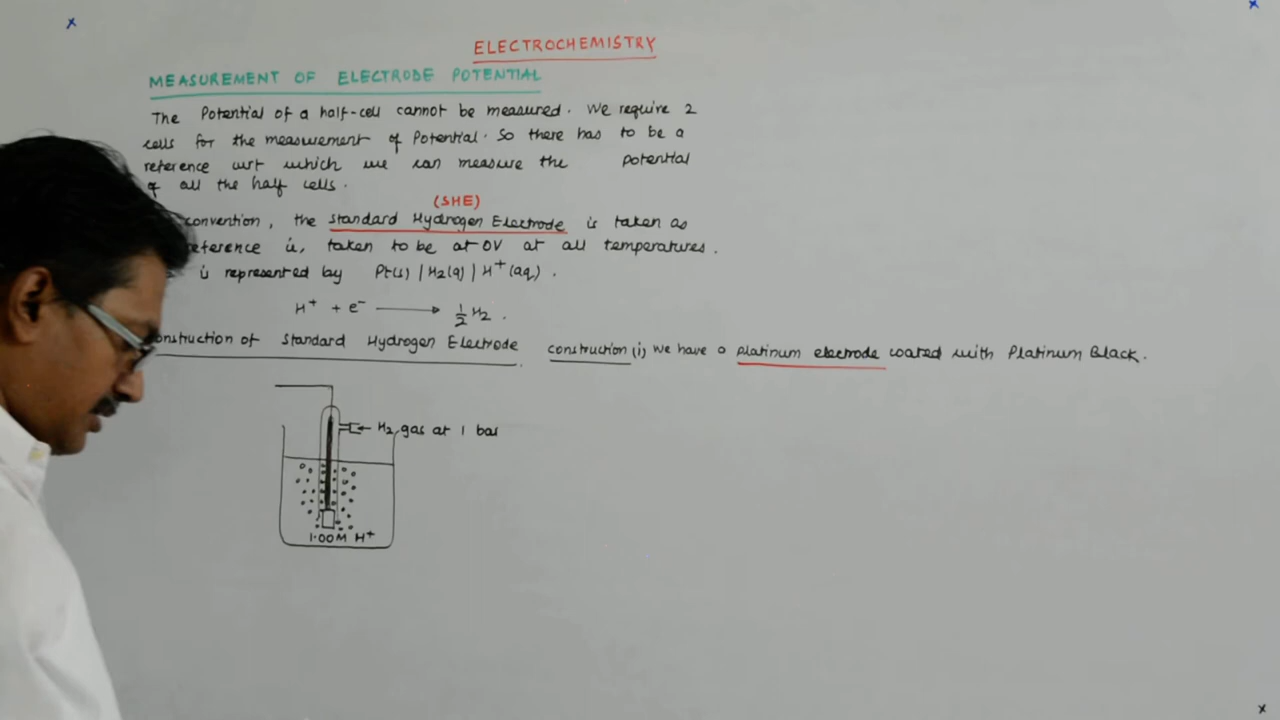 ELECTROCHEMISTRY
MEASUREMENT OF ELECTRODE POTENTIAL
The Potential of a half-cell cannot be measured. We require 2
cells for the measurement of Potential. So there has to be a
reference wrt which we can measure the potential
of all the half cells.
(SHE)
convention, the Standard Hydrogen Electrode is taken as
reference ie, taken to be at 0V at all temperatures.
is represented by Pt(s) | H2(g) | H+(aq).
H+ + e- → 1/2 H2.
onstruction of Standard Hydrogen Electrode
construction (i) We have a platinum electrode coated with Platinum Black.
H2 gas at 1 bar
1.00M H+